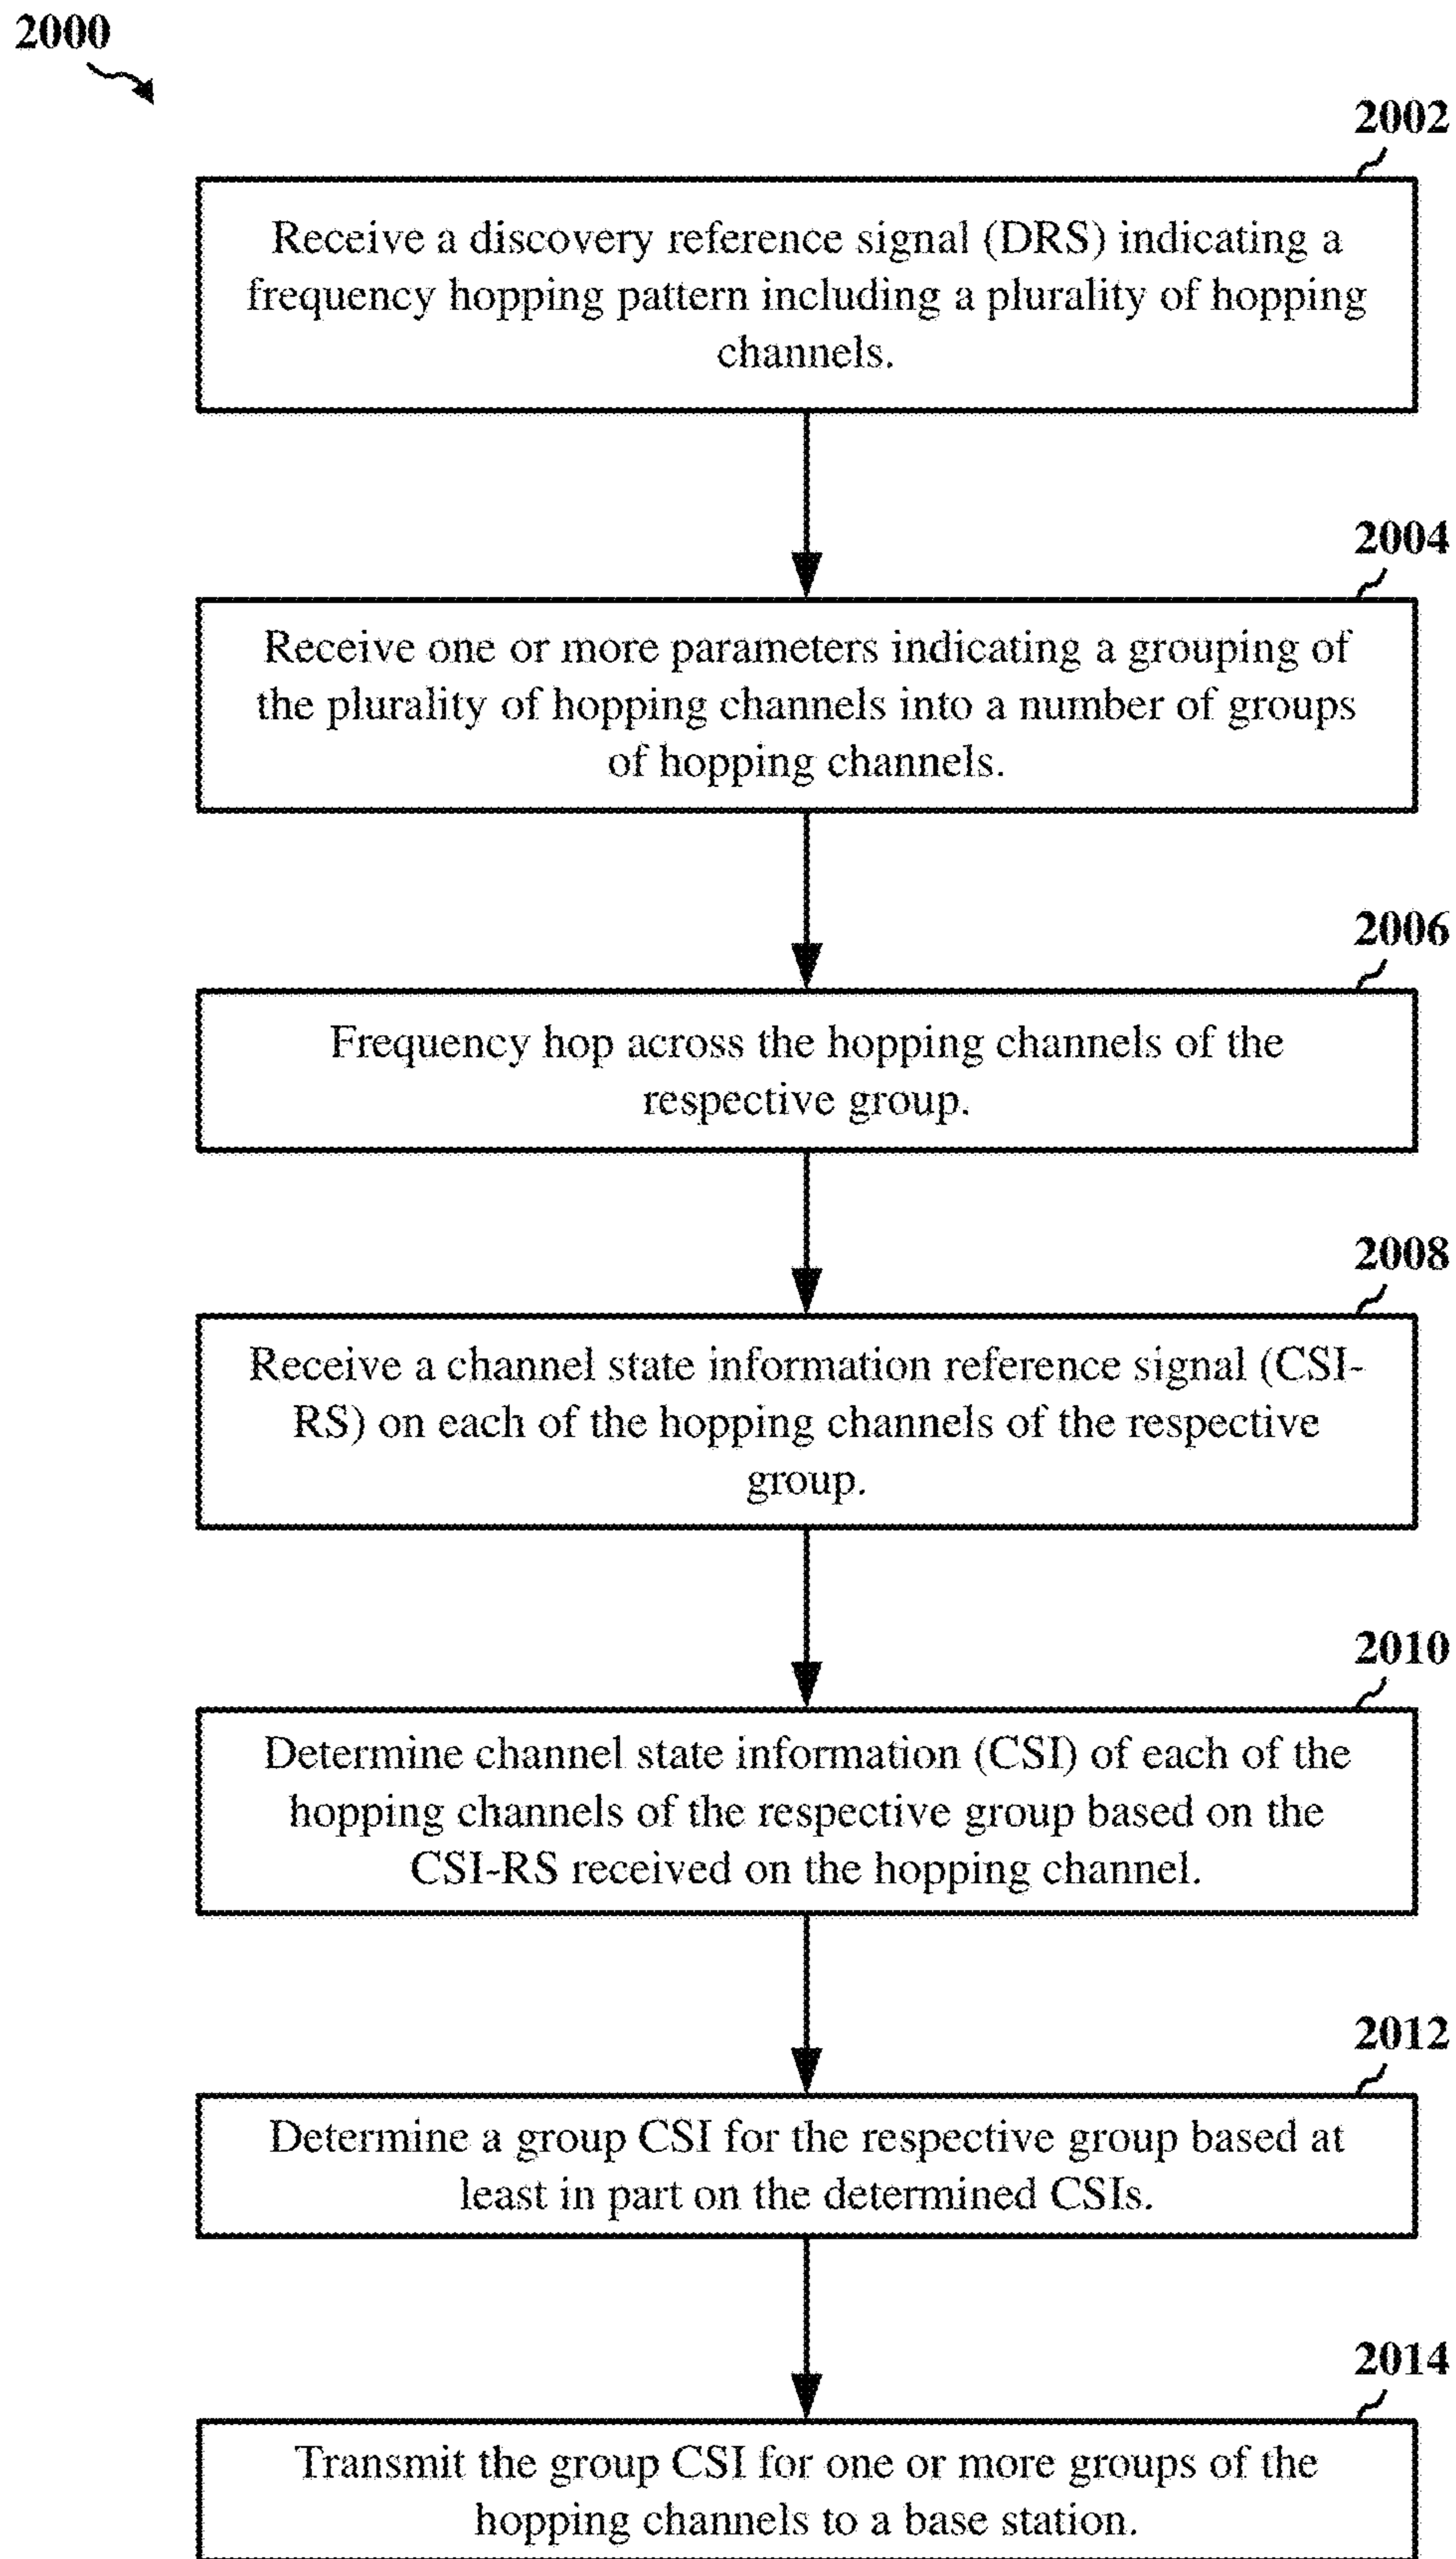 2000
2002
Receive a discovery reference signal (DRS) indicating a
frequency hopping pattern including a plurality of hopping
channels.
2004
Receive one or more parameters indicating a grouping of
the plurality of hopping channels into a number of groups
of hopping channels.
2006
Frequency hop across the hopping channels of the
respective group.
2008
Receive a channel state information reference signal (CSI-
RS) on each of the hopping channels of the respective
group.
2010
Determine channel state information (CSI) of each of the
hopping channels of the respective group based on the
CSI-RS received on the hopping channel.
2012
Determine a group CSI for the respective group based at
least in part on the determined CSIs.
2014
Transmit the group CSI for one or more groups of the
hopping channels to a base station.